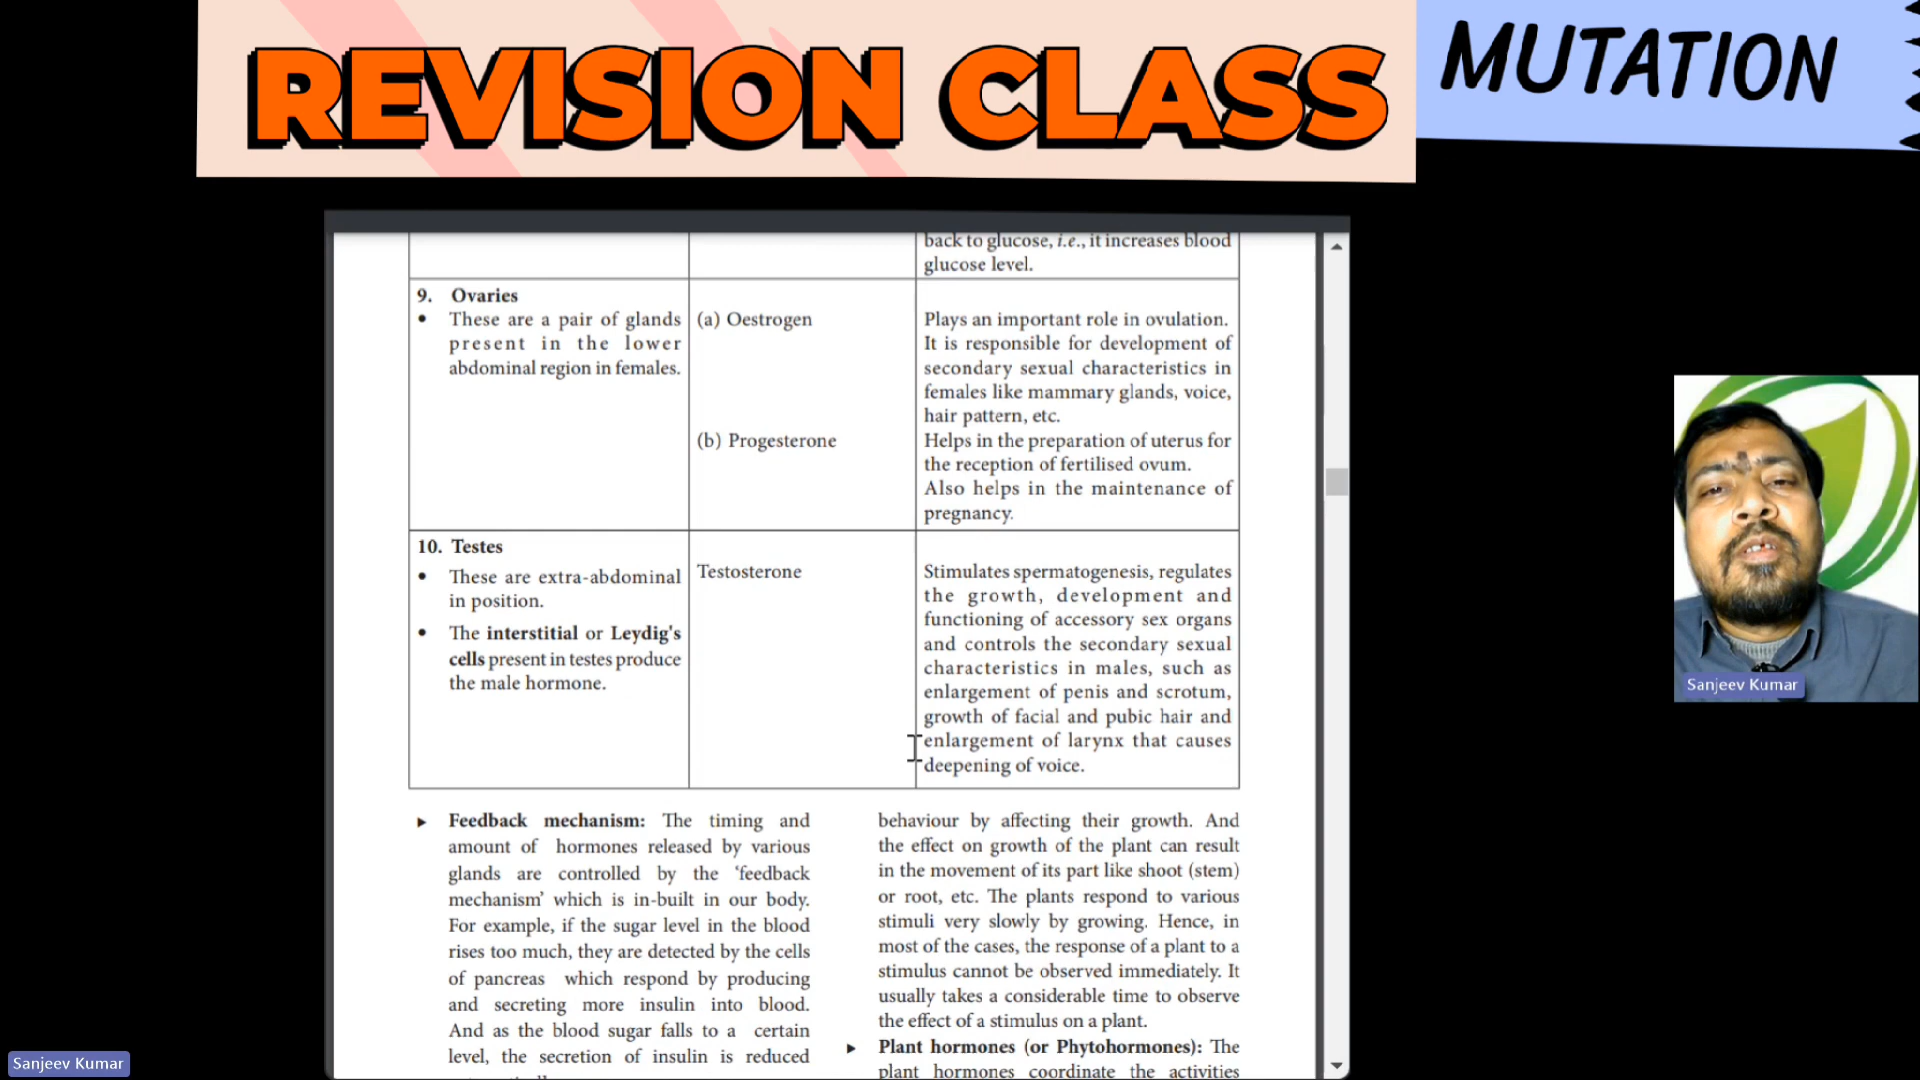 REVISION CLASS
MUTATION
back to glucose, i.e., it increases blood
glucose level.
9. Ovaries
• These are a pair of glands
present in the lower
abdominal region in females.
(a) Oestrogen
Plays an important role in ovulation.
It is responsible for development of
secondary sexual characteristics in
females like mammary glands, voice,
hair pattern, etc.
(b) Progesterone
Helps in the preparation of uterus for
the reception of fertilised ovum.
Also helps in the maintenance of
pregnancy.
10. Testes
• These are extra-abdominal
in position.
• The interstitial or Leydig's
cells present in testes produce
the male hormone.
Testosterone
Stimulates spermatogenesis, regulates
the growth, development and
functioning of accessory sex organs
and controls the secondary sexual
characteristics in males, such as
enlargement of penis and scrotum,
growth of facial and pubic hair and
enlargement of larynx that causes
deepening of voice.
► Feedback mechanism: The timing and
amount of hormones released by various
glands are controlled by the 'feedback
mechanism' which is in-built in our body.
For example, if the sugar level in the blood
rises too much, they are detected by the cells
of pancreas which respond by producing
and secreting more insulin into blood.
And as the blood sugar falls to a certain
level, the secretion of insulin is reduced
behaviour by affecting their growth. And
the effect on growth of the plant can result
in the movement of its part like shoot (stem)
or root, etc. The plants respond to various
stimuli very slowly by growing. Hence, in
most of the cases, the response of a plant to a
stimulus cannot be observed immediately. It
usually takes a considerable time to observe
the effect of a stimulus on a plant.
► Plant hormones (or Phytohormones): The
plant hormones coordinate the activities
Sanjeev Kumar
Sanjeev Kumar